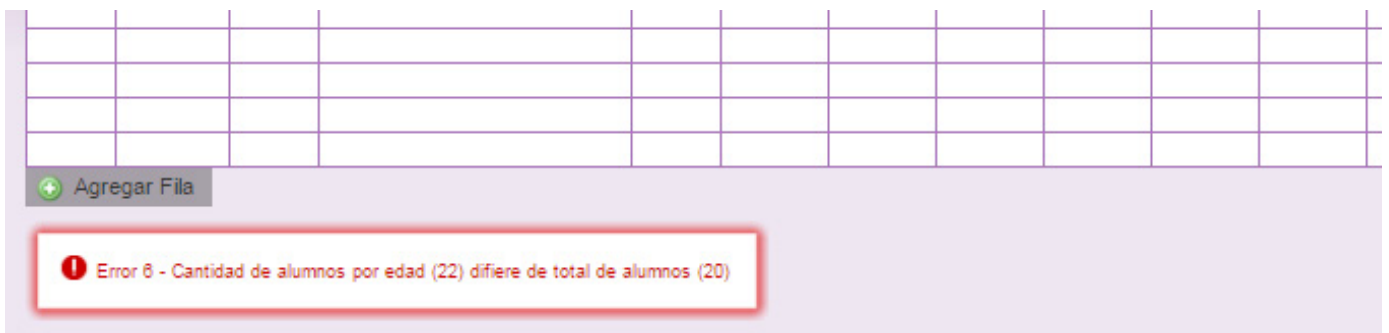 Agregar Fila
Error 6 - Cantidad de alumnos por edad (22) difiere de total de alumnos (20)